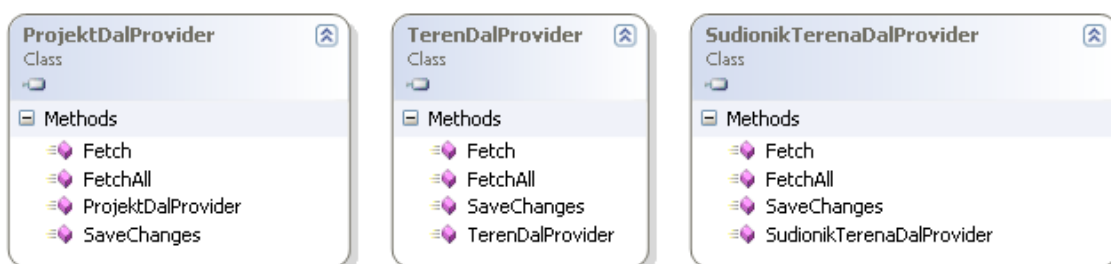 ProjektDalProvider
Class
Methods
Fetch
FetchAll
ProjektDalProvider
SaveChanges
TerenDalProvider
Class
Methods
Fetch
FetchAll
SaveChanges
TerenDalProvider
SudionikTerenaDalProvider
Class
Methods
Fetch
FetchAll
SaveChanges
SudionikTerenaDalProvider